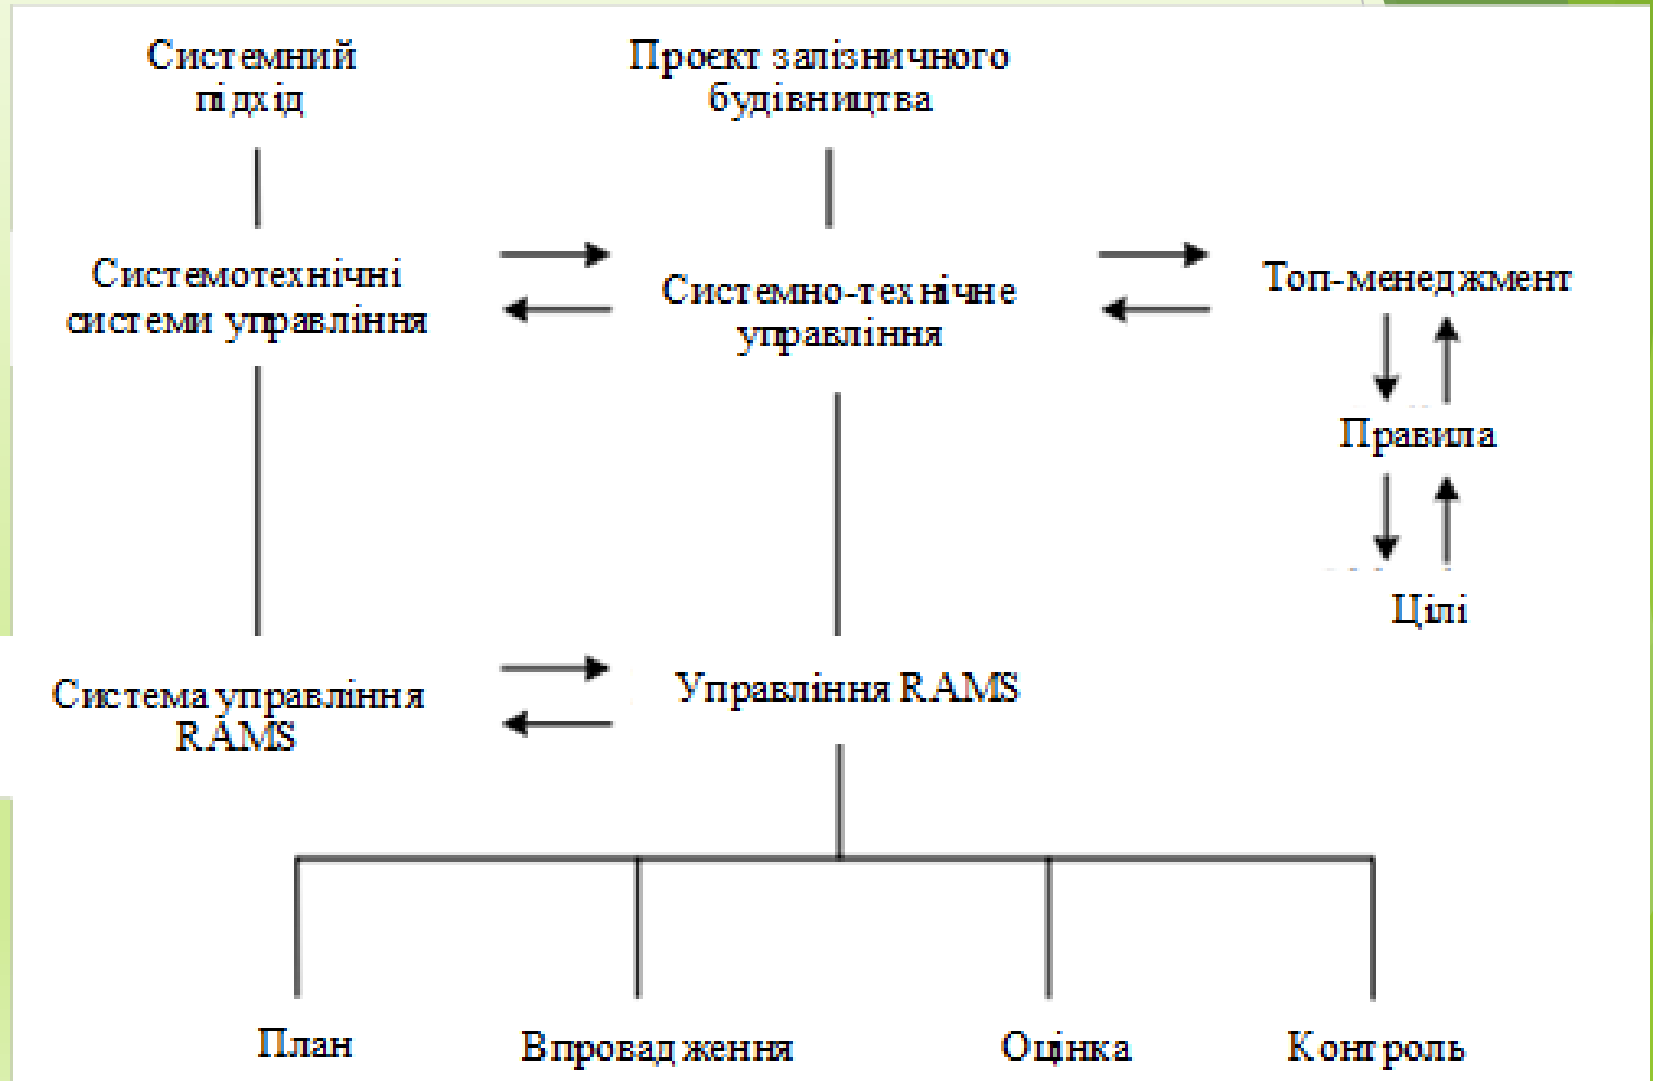 Системний
підхід
Проєкт залізничного
будівництва
Системотехнічні
системи управління
Системно-технічне
управління
Топ-менеджмент
Правила
Цілі
Система управління
RAMS
Управління RAMS
План
Впровадження
Оцінка
Контроль